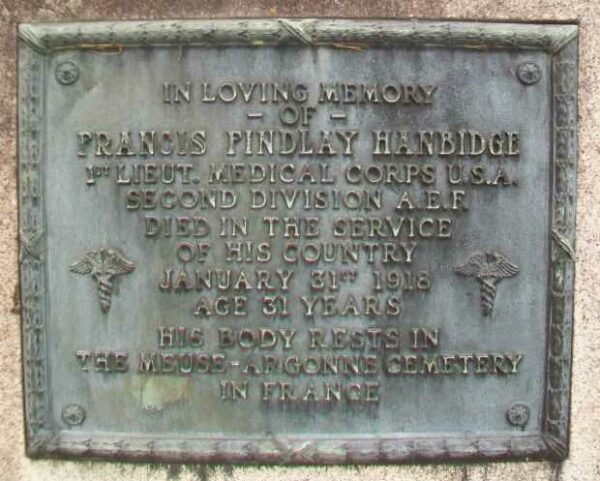 IN LOVING MEMORY
- OF -
FRANCIS FINDLAY HANBIDGE
1ST LIEUT. MEDICAL CORPS U.S.A.
SECOND DIVISION A.E.F.
DIED IN THE SERVICE
OF HIS COUNTRY
JANUARY 31ST 1918
AGE 31 YEARS
HIS BODY RESTS IN
THE MEUSE-ARGONNE CEMETERY
IN FRANCE